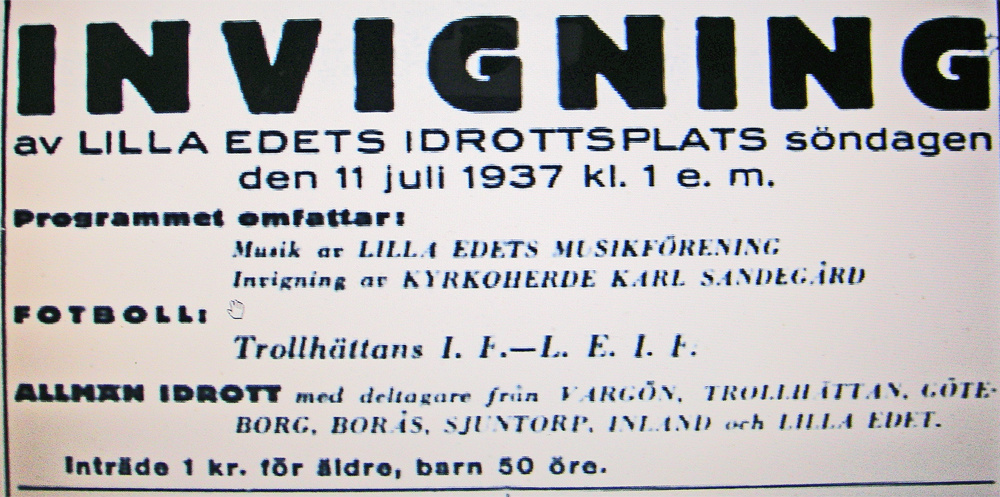 INVIGNING
av LILLA EDETS IDROTTSPLATS söndagen
den 11 juli 1937 kl. 1 e. m.
Programmet omfattar:
Musik av LILLA EDETS MUSIKFÖRENING
Invigning av KYRKOHERDE KARL SANDEGÅRD
FOTBOLL:
Trollhättans I. F.—L. E. I. F.
ALLMÄN IDROTT med deltagare från VARGÖN, TROLLHÄTTAN, GÖTE-
BORG, BORÅS, SJUNTORP, INLAND och LILLA EDET.
Inträde 1 kr. för äldre, barn 50 öre.